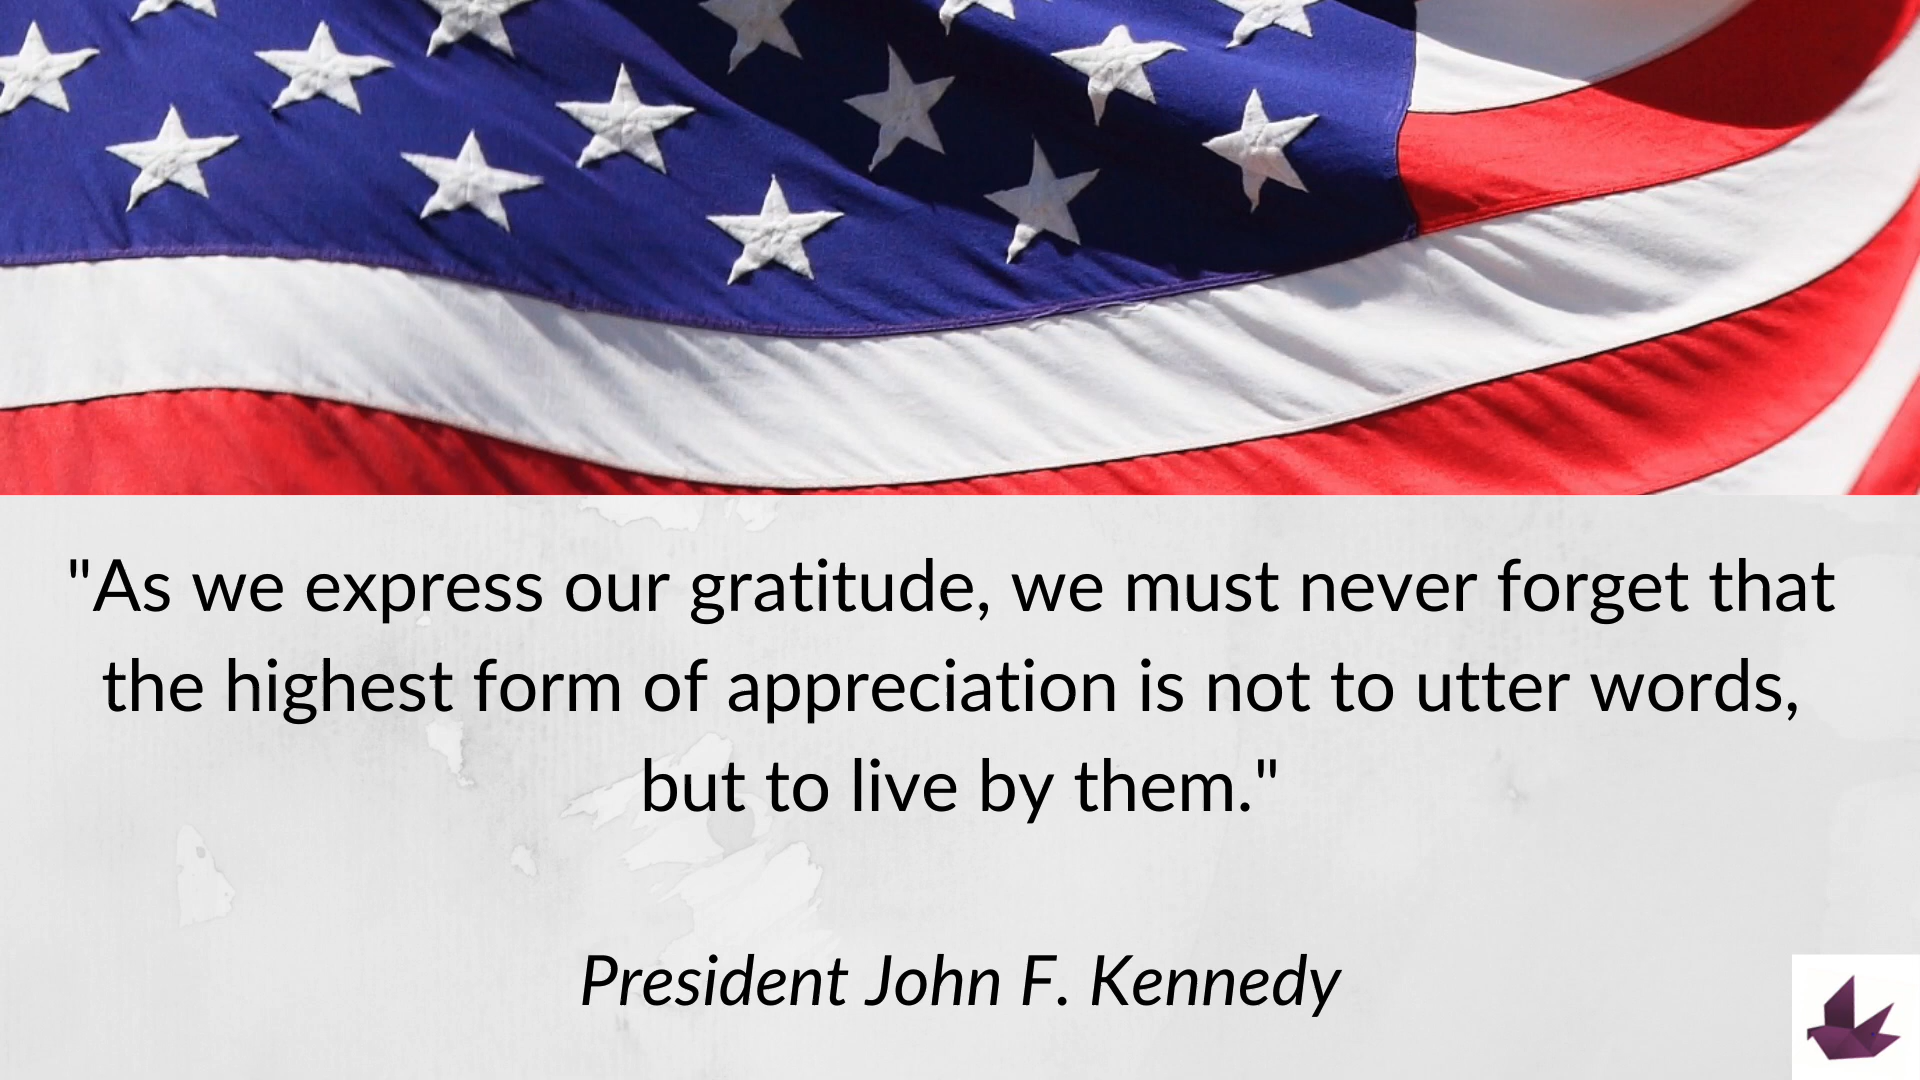 "As we express our gratitude, we must never forget that
the highest form of appreciation is not to utter words,
but to live by them."
President John F. Kennedy